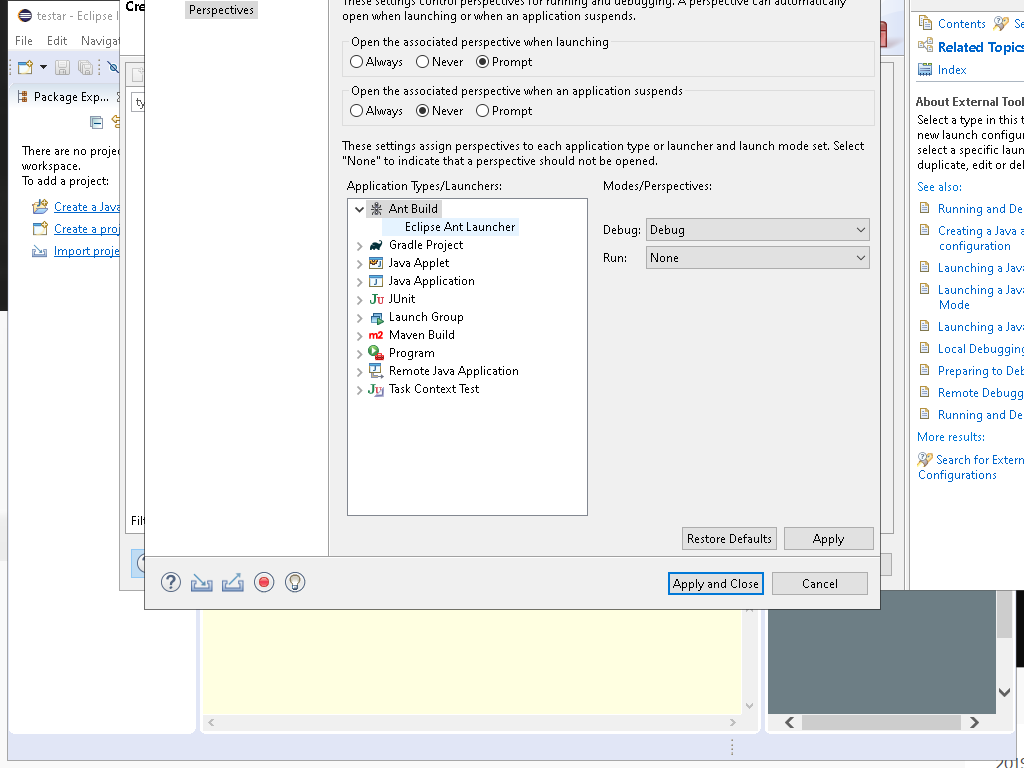 testar - Eclipse I
File Edit Navigat
Package Exp...
There are no proje
workspace.
To add a project:
Create a Java
Create a proj
Import proje
Cre
ty
Filt
Perspectives
These settings control perspectives for running and debugging. A perspective can automatically
open when launching or when an application suspends.
Open the associated perspective when launching
Always Never Prompt
Open the associated perspective when an application suspends
Always Never Prompt
These settings assign perspectives to each application type or launcher and launch mode set. Select
"None" to indicate that a perspective should not be opened.
Application Types/Launchers:
Modes/Perspectives:
Ant Build
Eclipse Ant Launcher
Gradle Project
Java Applet
Java Application
JUnit
Launch Group
Maven Build
Program
Remote Java Application
Task Context Test
Debug: Debug
Run: None
Restore Defaults Apply
Apply and Close Cancel
Contents Se
Related Topics
Index
About External Tool
Select a type in this t
new launch configur
select a specific laun
duplicate, edit or del
See also:
Running and De
Creating a Java a
configuration
Launching a Java
Launching a Java
Mode
Launching a Java
Local Debugging
Preparing to Deb
Remote Debugg
Running and De
More results:
Search for Extern
Configurations
2019